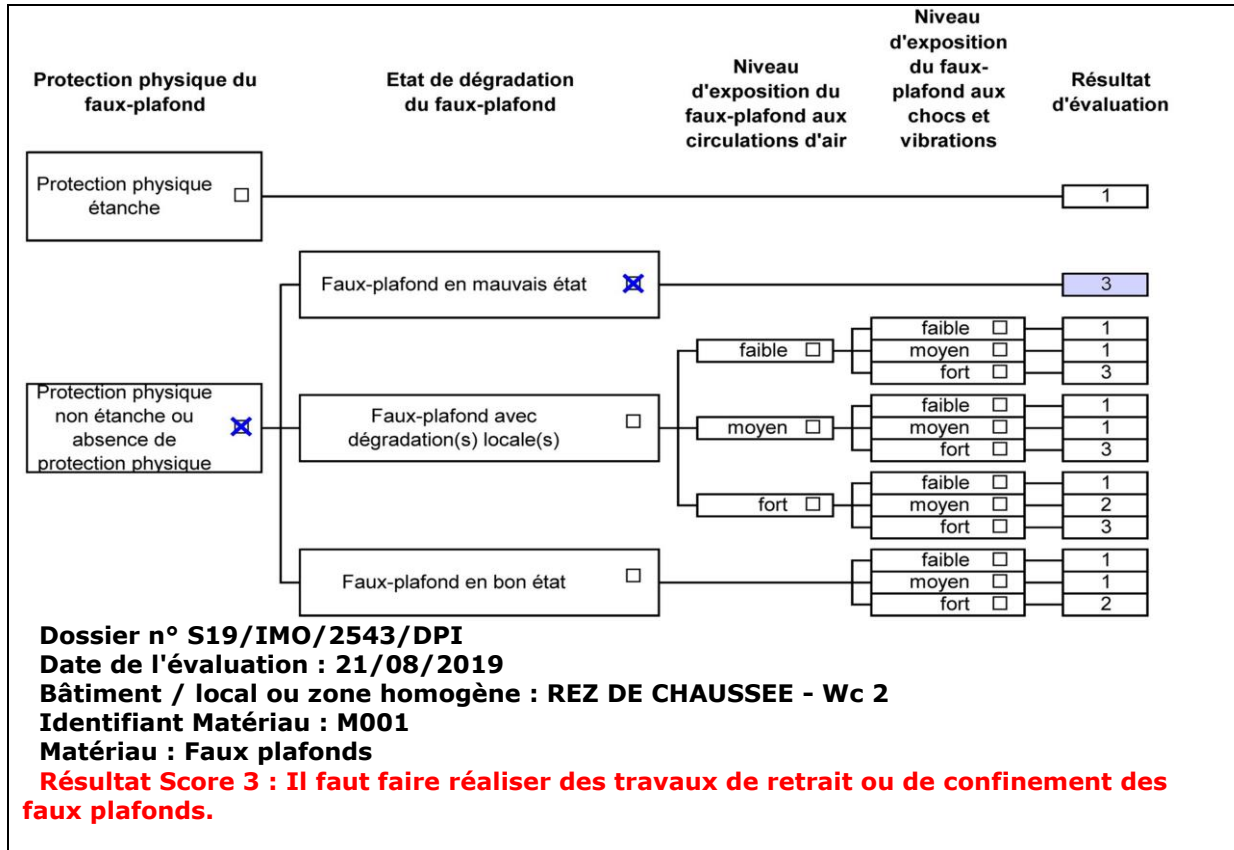 Protection physique du
faux-plafond
Etat de dégradation
du faux-plafond
Niveau
d'exposition du
faux-plafond aux
circulations d'air
Niveau
d'exposition
du faux-
plafond aux
chocs et
vibrations
Résultat
d'évaluation
Protection physique
étanche
1
Faux-plafond en mauvais état
3
Protection physique
non étanche ou
absence de
protection physique
Faux-plafond avec
dégradation(s) locale(s)
faible
faible
1
moyen
1
fort
3
moyen
faible
1
moyen
1
fort
3
fort
faible
1
moyen
2
fort
3
Faux-plafond en bon état
faible
1
moyen
1
fort
2
Dossier n° S19/IMO/2543/DPI
Date de l'évaluation : 21/08/2019
Bâtiment / local ou zone homogène : REZ DE CHAUSSEE - Wc 2
Identifiant Matériau : M001
Matériau : Faux plafonds
Résultat Score 3 : Il faut faire réaliser des travaux de retrait ou de confinement des
faux plafonds.